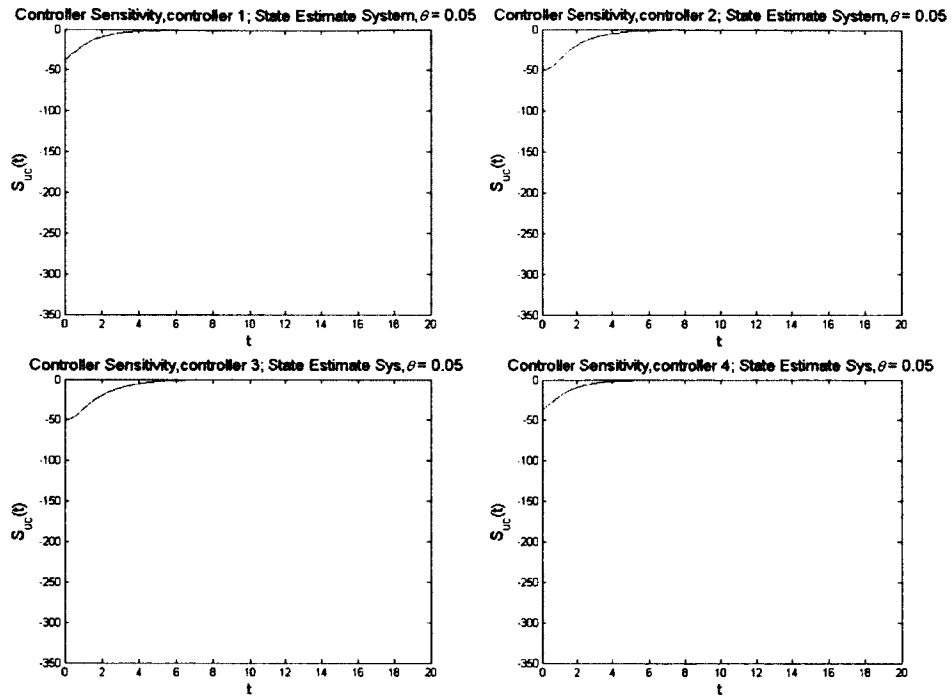 Controller Sensitivity,controller 1; State Estimate System,θ= 0.05
0
-50
-100
-150
-200
-250
-300
-350
S_uc(t)
0 2 4 6 8 10 12 14 16 18 20
t
Controller Sensitivity,controller 2; State Estimate System,θ= 0.05
0
-50
-100
-150
-200
-250
-300
-350
S_uc(t)
0 2 4 6 8 10 12 14 16 18 20
t
Controller Sensitivity,controller 3; State Estimate Sys,θ= 0.05
0
-50
-100
-150
-200
-250
-300
-350
S_uc(t)
0 2 4 6 8 10 12 14 16 18 20
t
Controller Sensitivity,controller 4; State Estimate Sys,θ= 0.05
0
-50
-100
-150
-200
-250
-300
-350
S_uc(t)
0 2 4 6 8 10 12 14 16 18 20
t